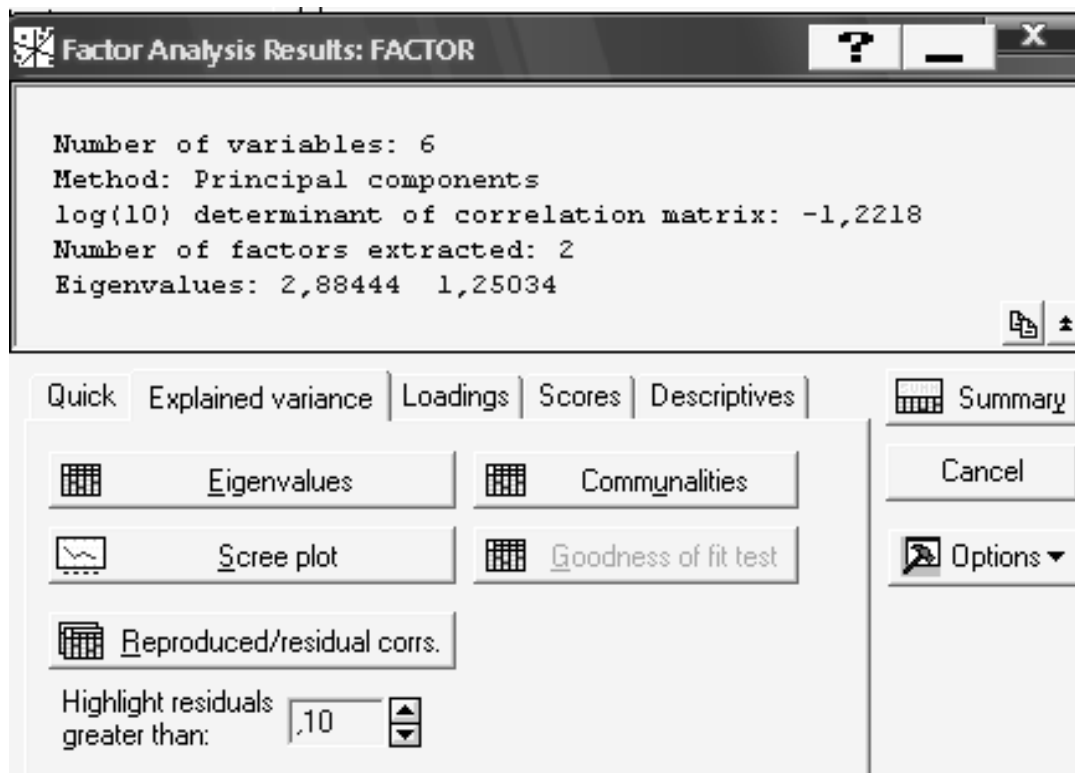 Factor Analysis Results: FACTOR
Number of variables: 6
Method: Principal components
log(10) determinant of correlation matrix: -1,2218
Number of factors extracted: 2
Eigenvalues: 2,88444 1,25034
Quick Explained variance Loadings Scores Descriptives
Summary
Eigenvalues Communalities
Cancel
Scree plot Goodness of fit test
Options
Reproduced/residual corrs.
Highlight residuals
greater than: ,10